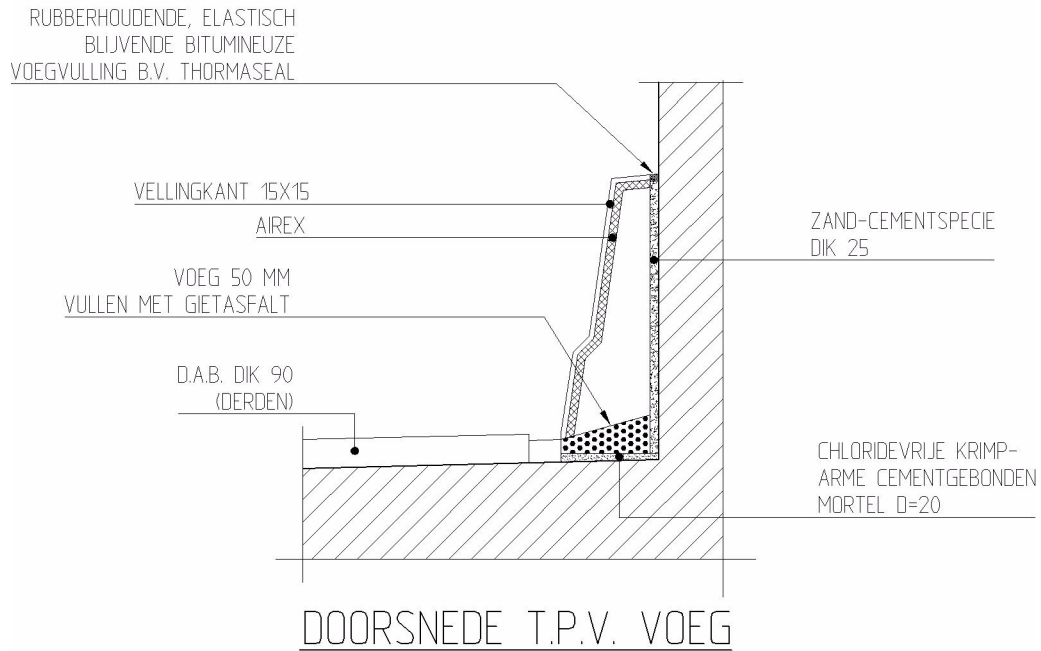 RUBBERHOUDENDE, ELASTISCH
BLIJVENDE BITUMINEUZE
VOEGVULLING B.V. THORMASEAL
VELLINGKANT 15X15
AIREX
VOEG 50 MM
VULLEN MET GIETASFALT
D.A.B. DIK 90
(DERDEN)
ZAND-CEMENTSPECIE
DIK 25
CHLORIDEVRIJE KRIMP-
ARME CEMENTGEBONDEN
MORTEL D=20
DOORSNEDE T.P.V. VOEG